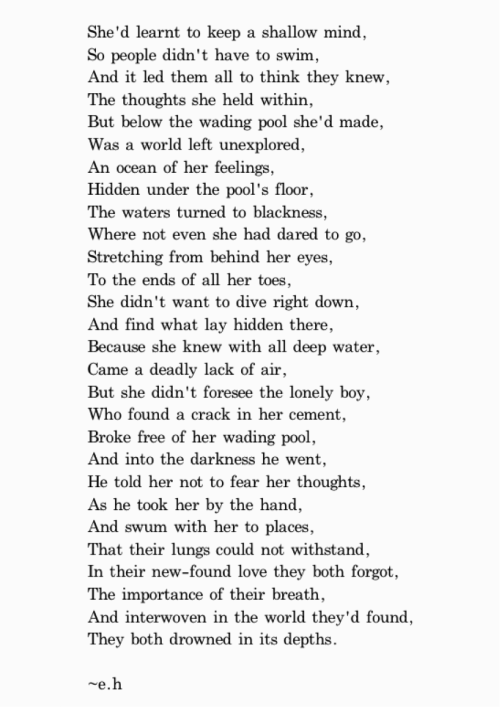 She'd learnt to keep a shallow mind,
So people didn't have to swim,
And it led them all to think they knew,
The thoughts she held within,
But below the wading pool she'd made,
Was a world left unexplored,
An ocean of her feelings,
Hidden under the pool's floor,
The waters turned to blackness,
Where not even she had dared to go,
Stretching from behind her eyes,
To the ends of all her toes,
She didn't want to dive right down,
And find what lay hidden there,
Because she knew with all deep water,
Came a deadly lack of air,
But she didn't foresee the lonely boy,
Who found a crack in her cement,
Broke free of her wading pool,
And into the darkness he went,
He told her not to fear her thoughts,
As he took her by the hand,
And swum with her to places,
That their lungs could not withstand,
In their new-found love they both forgot,
The importance of their breath,
And interwoven in the world they'd found,
They both drowned in its depths.
~e.h